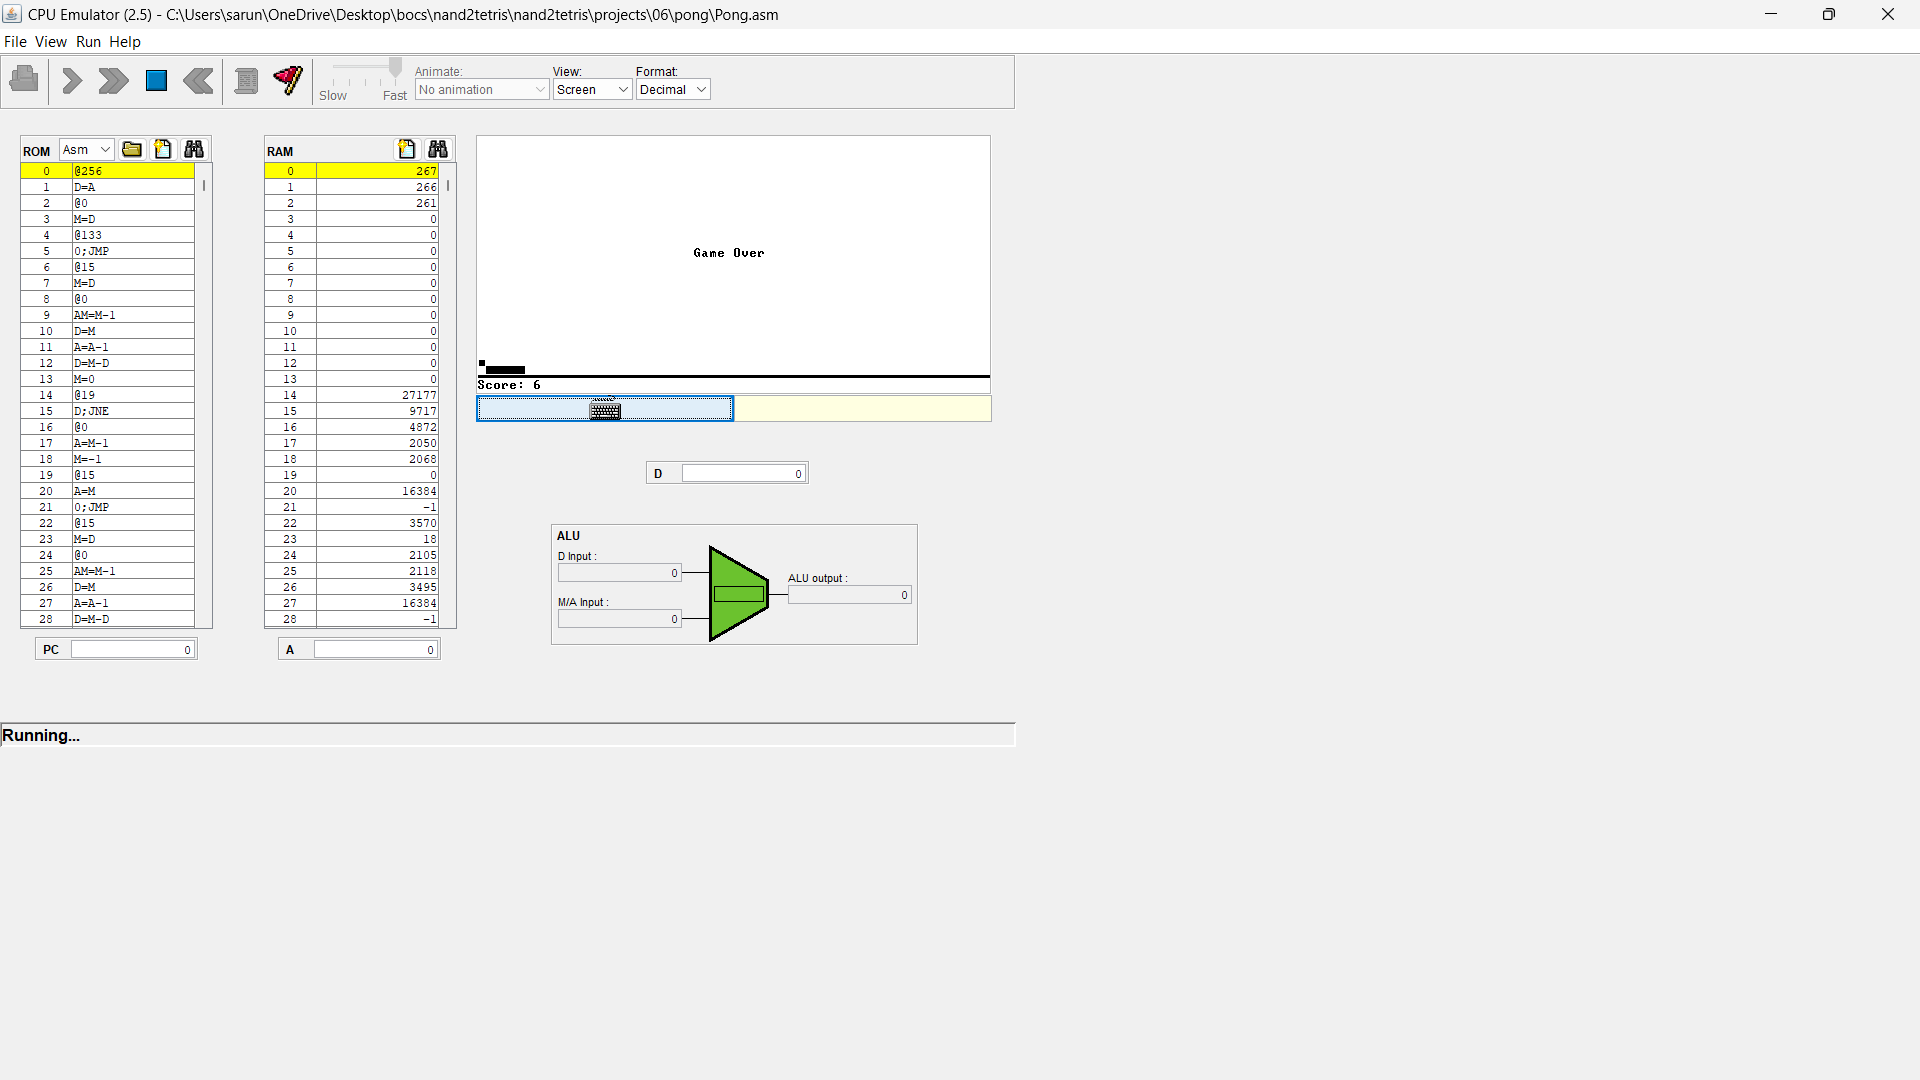 CPU Emulator (2.5) - C:\Users\sarun\OneDrive\Desktop\bocs\nand2tetris\nand2tetris\projects\06\pong\Pong.asm
File View Run Help
Slow Fast
Animate:
No animation
View:
Screen
Format:
Decimal
ROM Asm
0 @256
1 D=A
2 @0
3 M=D
4 @133
5 0;JMP
6 @15
7 M=D
8 @0
9 AM=M-1
10 D=M
11 A=A-1
12 D=M-D
13 M=0
14 @19
15 D;JNE
16 @0
17 A=M-1
18 M=-1
19 @15
20 A=M
21 0;JMP
22 @15
23 M=D
24 @0
25 AM=M-1
26 D=M
27 A=A-1
28 D=M-D
PC 0
RAM
0 267
1 266
2 261
3 0
4 0
5 0
6 0
7 0
8 0
9 0
10 0
11 0
12 0
13 0
14 27177
15 9717
16 4872
17 2050
18 2068
19 0
20 16384
21 -1
22 3570
23 18
24 2105
25 2118
26 3495
27 16384
28 -1
A 0
Game Over
Score: 6
D 0
ALU
D Input :
0
M/A Input :
0
ALU output :
0
Running...